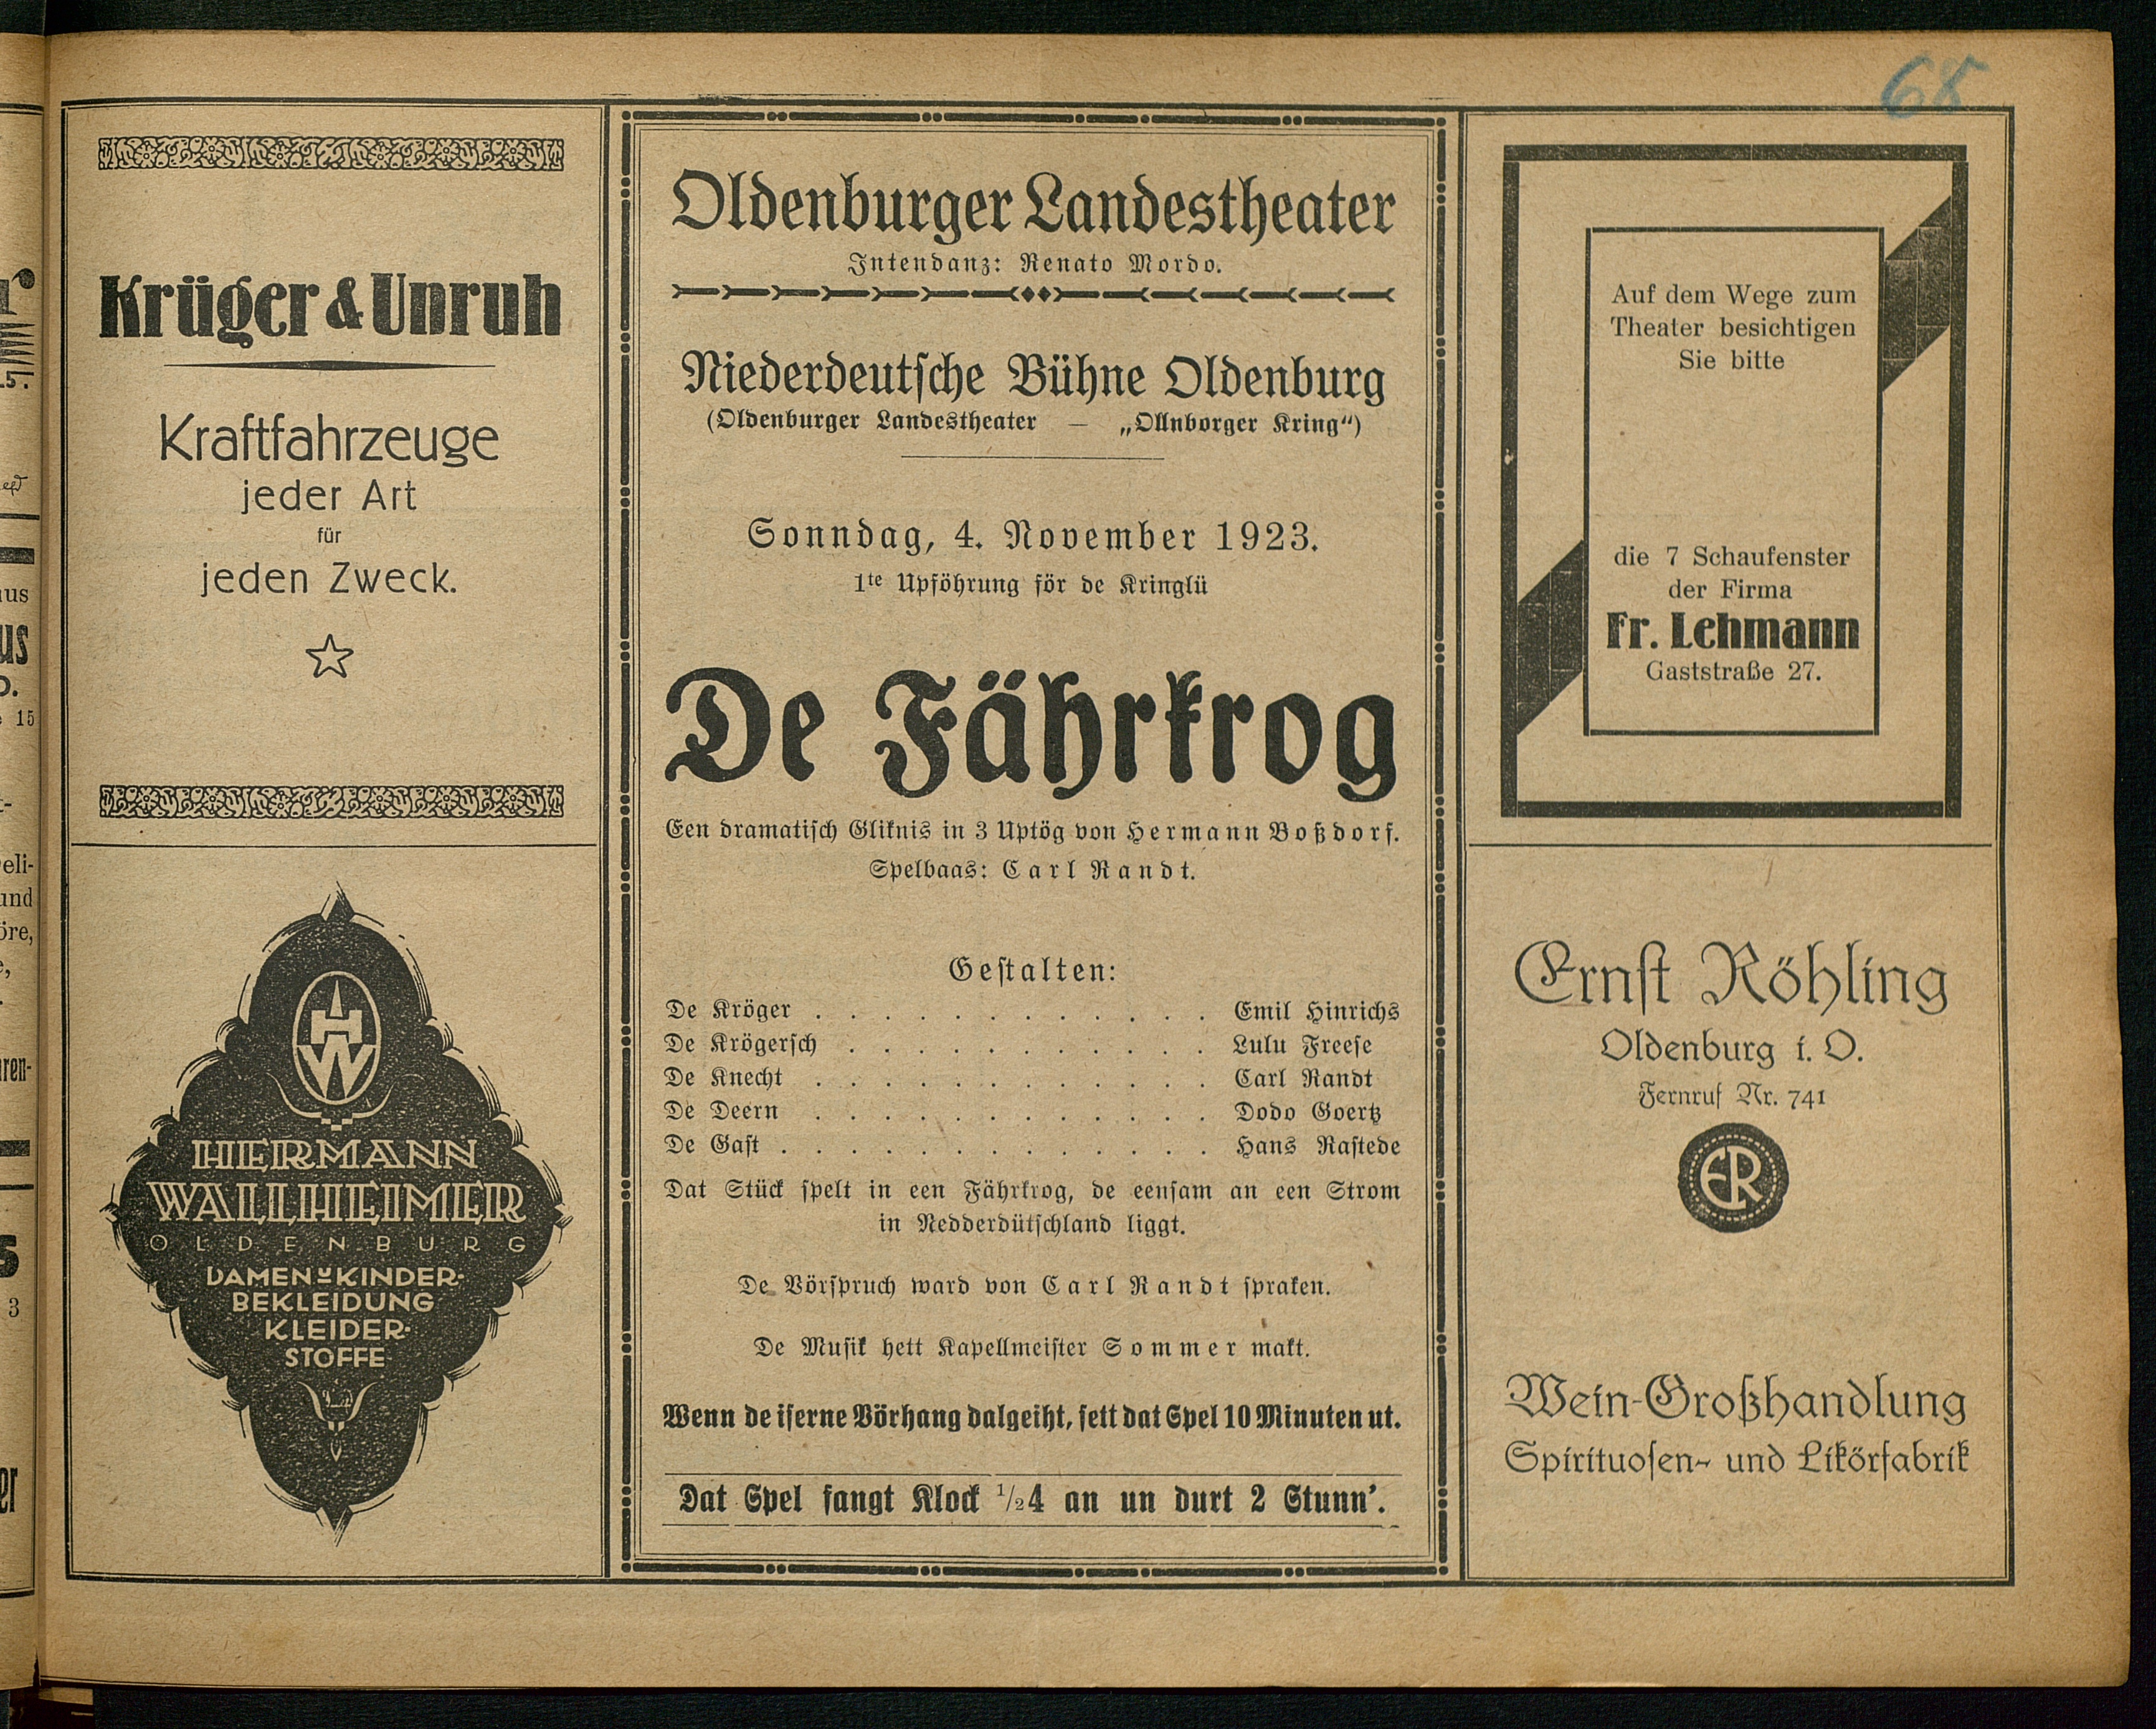 68
Krüger & Unruh
Kraftfahrzeuge
jeder Art
für
jeden Zweck.
HW
HERMANN
WALLHEIMER
OLDENBURG
DAMEN U KINDER-
BEKLEIDUNG
KLEIDER-
STOFFE
Oldenburger Landestheater
Intendanz: Renato Mordo.
Niederdeutsche Bühne Oldenburg
(Oldenburger Landestheater — „Ollnborger Kring“)
Sonndag, 4. November 1923.
1te Upföhrung för de Kringlü
De Fährkrog
Een dramatisch Gliknis in 3 Uptög von Hermann Boßdorf.
Spelbaas: Carl Randt.
Gestalten:
De Kröger . . . . . . . . . . . . Emil Hinrichs
De Krögersch . . . . . . . . . . . Lulu Freese
De Knecht . . . . . . . . . . . . Carl Randt
De Deern . . . . . . . . . . . . Dodo Goertz
De Gast . . . . . . . . . . . . . Hans Rastede
Dat Stück spelt in een Fährkrog, de eensam an een Strom
in Nedderdütschland liggt.
De Vörspruch ward von Carl Randt spraken.
De Musik hett Kapellmeister Sommer makt.
Wenn de iserne Vörhang dalgeiht, sett dat Spel 10 Minuten ut.
Dat Spel fangt Klock 1/2 4 an un durt 2 Stunn'.
Auf dem Wege zum
Theater besichtigen
Sie bitte
die 7 Schaufenster
der Firma
Fr. Lehmann
Gaststraße 27.
Ernst Röhling
Oldenburg i. O.
Fernruf Nr. 741
ER
Wein-Großhandlung
Spirituosen- und Likörfabrik